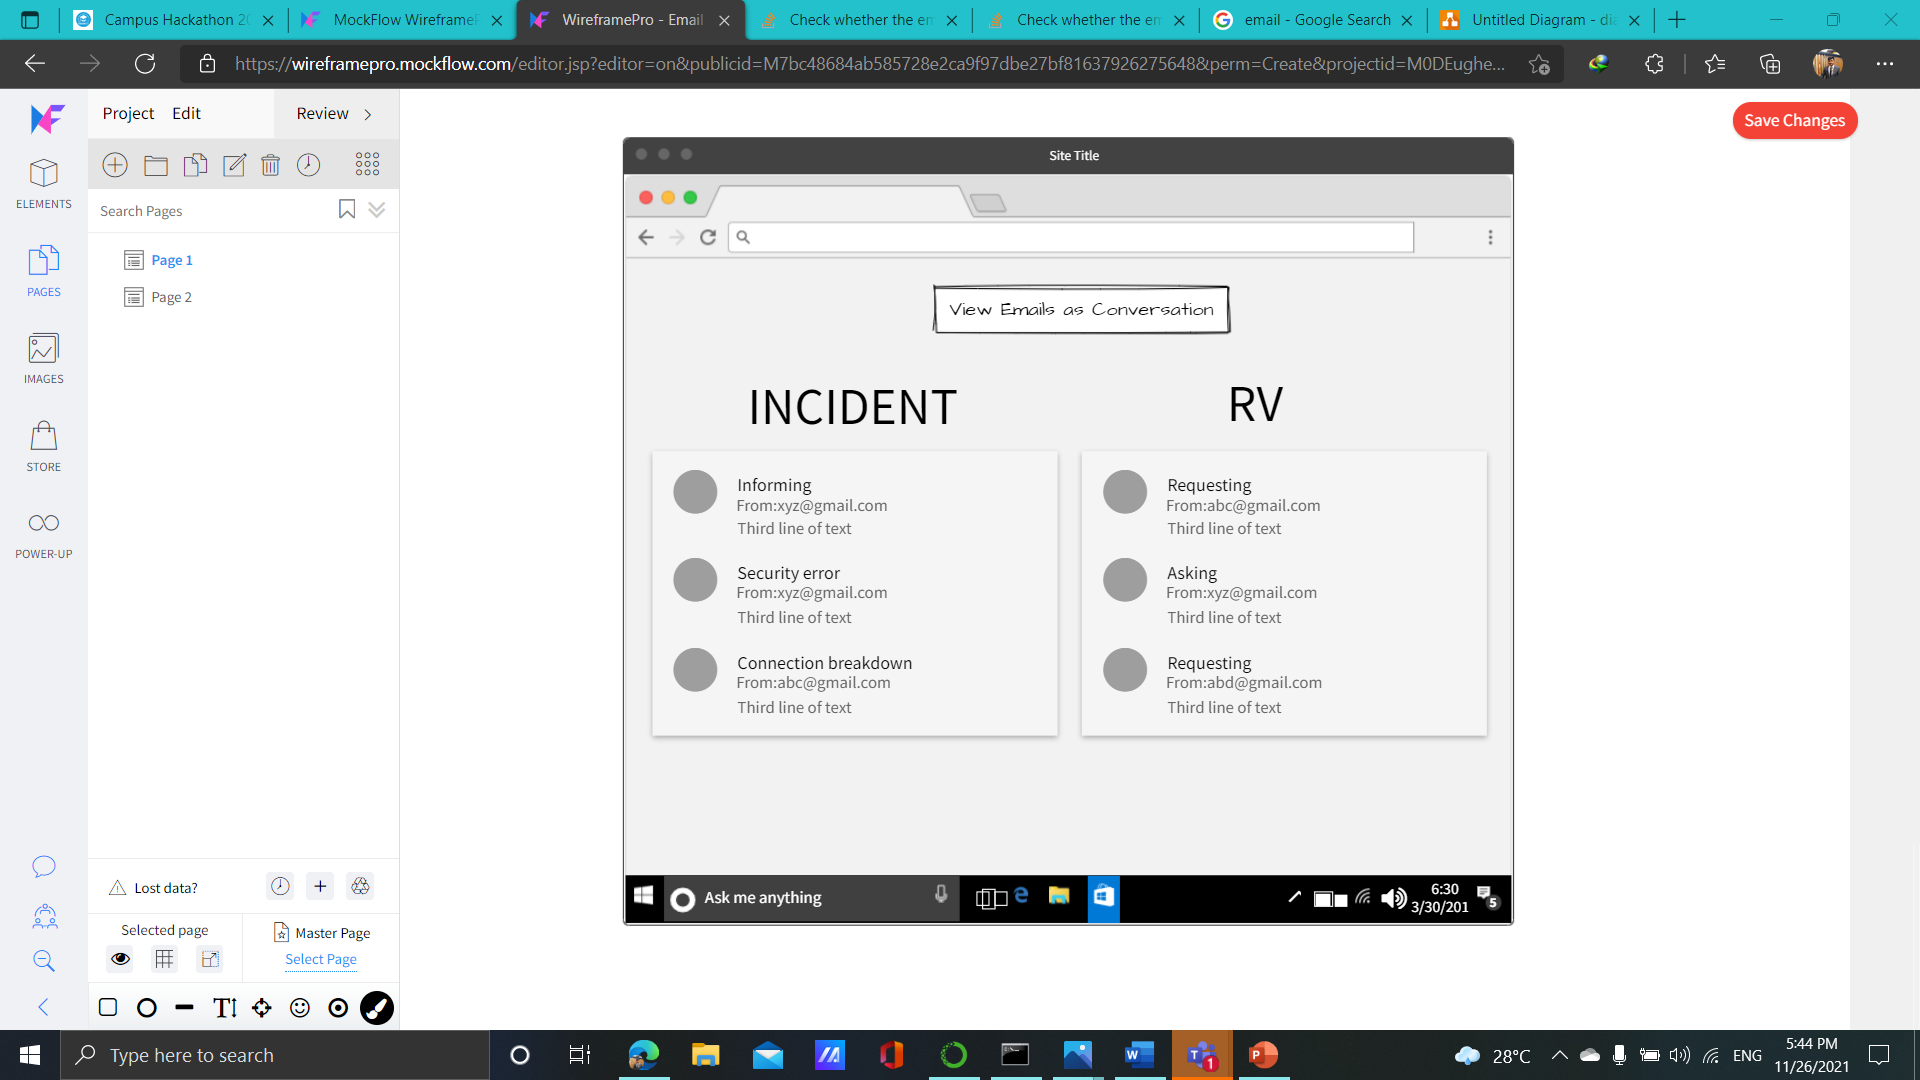 Campus Hackathon 20
MockFlow WireframeP
WireframePro - Email
Check whether the em
Check whether the em
email - Google Search
Untitled Diagram - dia
https://wireframepro.mockflow.com/editor.jsp?editor=on&publicid=M7bc48684ab585728e2ca9f97dbe27bf81637926275648&perm=Create&projectid=M0DEughe...
Project Edit Review
Save Changes
ELEMENTS
PAGES
IMAGES
STORE
POWER-UP
Search Pages
Page 1
Page 2
Lost data?
Selected page
Master Page
Select Page
Site Title
View Emails as Conversation
INCIDENT
Informing
From:xyz@gmail.com
Third line of text
Security error
From:xyz@gmail.com
Third line of text
Connection breakdown
From:abc@gmail.com
Third line of text
RV
Requesting
From:abc@gmail.com
Third line of text
Asking
From:xyz@gmail.com
Third line of text
Requesting
From:abd@gmail.com
Third line of text
Ask me anything
6:30
3/30/201
5
Type here to search
1
28°C
ENG
5:44 PM
11/26/2021